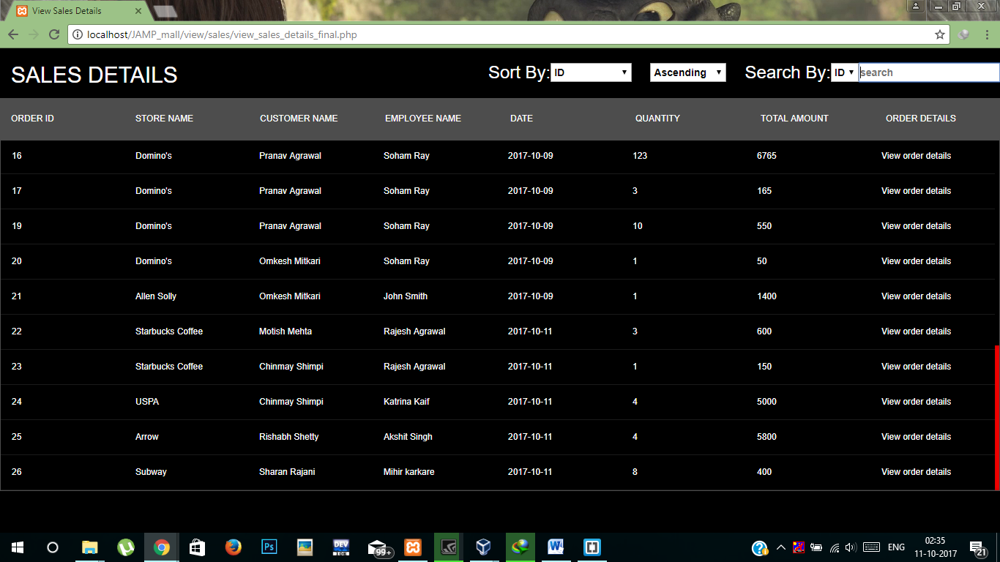 View Sales Details
localhost/JAMP_mall/view/sales/view_sales_details_final.php
SALES DETAILS Sort By: ID Ascending Search By: ID search
ORDER ID STORE NAME CUSTOMER NAME EMPLOYEE NAME DATE QUANTITY TOTAL AMOUNT ORDER DETAILS
16 Domino's Pranav Agrawal Soham Ray 2017-10-09 123 6765 View order details
17 Domino's Pranav Agrawal Soham Ray 2017-10-09 3 165 View order details
19 Domino's Pranav Agrawal Soham Ray 2017-10-09 10 550 View order details
20 Domino's Omkesh Mitkari Soham Ray 2017-10-09 1 50 View order details
21 Allen Solly Omkesh Mitkari John Smith 2017-10-09 1 1400 View order details
22 Starbucks Coffee Motish Mehta Rajesh Agrawal 2017-10-11 3 600 View order details
23 Starbucks Coffee Chinmay Shimpi Rajesh Agrawal 2017-10-11 1 150 View order details
24 USPA Chinmay Shimpi Katrina Kaif 2017-10-11 4 5000 View order details
25 Arrow Rishabh Shetty Akshit Singh 2017-10-11 4 5800 View order details
26 Subway Sharan Rajani Mihir karkare 2017-10-11 8 400 View order details
Ps DEV IDE 99+ W ENG 02:35
11-10-2017 21